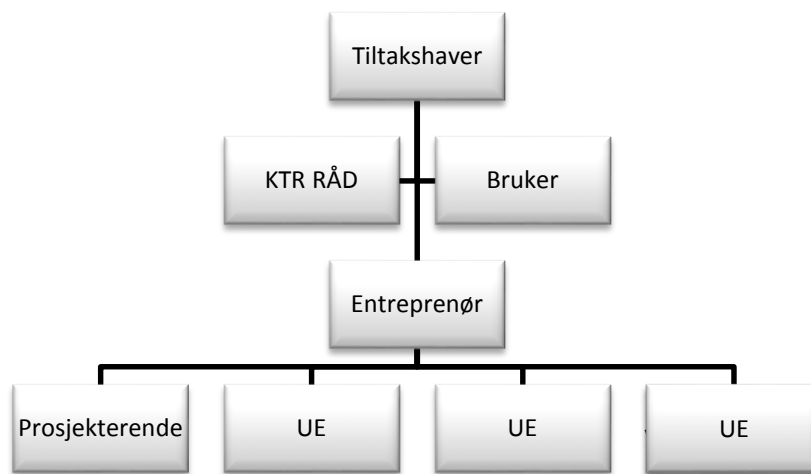 Tiltakshaver
KTR RÅD
Bruker
Entreprenør
Prosjekterende
UE
UE
UE